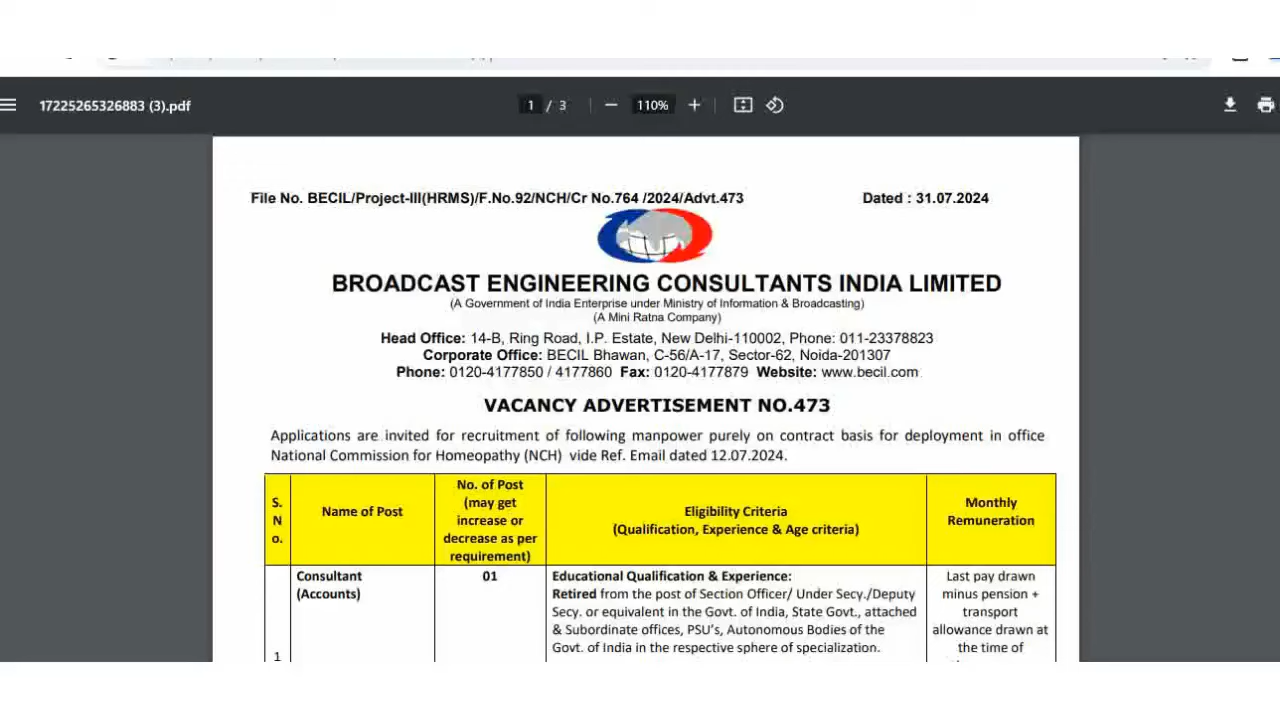 17225265326883 (3).pdf
1 / 3
110%
File No. BECIL/Project-III(HRMS)/F.No.92/NCH/Cr No.764 /2024/Advt.473 Dated : 31.07.2024
BROADCAST ENGINEERING CONSULTANTS INDIA LIMITED
(A Government of India Enterprise under Ministry of Information & Broadcasting)
(A Mini Ratna Company)
Head Office: 14-B, Ring Road, I.P. Estate, New Delhi-110002, Phone: 011-23378823
Corporate Office: BECIL Bhawan, C-56/A-17, Sector-62, Noida-201307
Phone: 0120-4177850 / 4177860 Fax: 0120-4177879 Website: www.becil.com
VACANCY ADVERTISEMENT NO.473
Applications are invited for recruitment of following manpower purely on contract basis for deployment in office
National Commission for Homeopathy (NCH) vide Ref. Email dated 12.07.2024.
S.
N
o.
Name of Post
No. of Post
(may get
increase or
decrease as per
requirement)
Eligibility Criteria
(Qualification, Experience & Age criteria)
Monthly
Remuneration
1
Consultant
(Accounts)
01
Educational Qualification & Experience:
Retired from the post of Section Officer/ Under Secy./Deputy
Secy. or equivalent in the Govt. of India, State Govt., attached
& Subordinate offices, PSU's, Autonomous Bodies of the
Govt. of India in the respective sphere of specialization.
Last pay drawn
minus pension +
transport
allowance drawn at
the time of